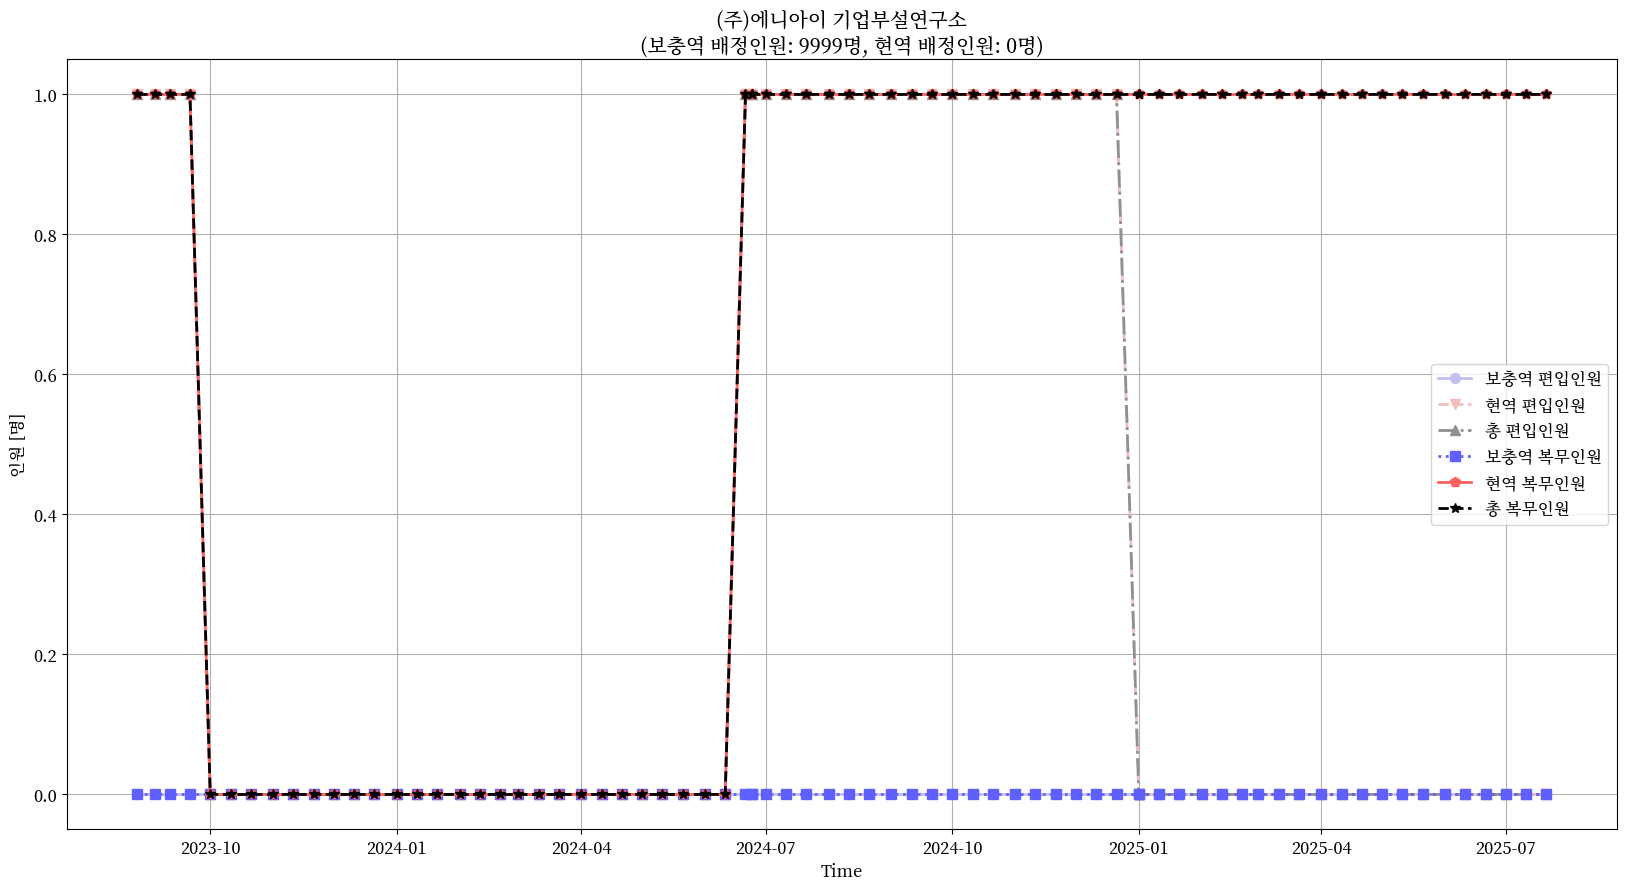 (주)에니아이 기업부설연구소
(보충역 배정인원: 9999명, 현역 배정인원: 0명)
인원 [명]
1.0
0.8
0.6
0.4
0.2
0.0
보충역 편입인원
현역 편입인원
총 편입인원
보충역 복무인원
현역 복무인원
총 복무인원
2023-10
2024-01
2024-04
2024-07
2024-10
2025-01
2025-04
2025-07
Time